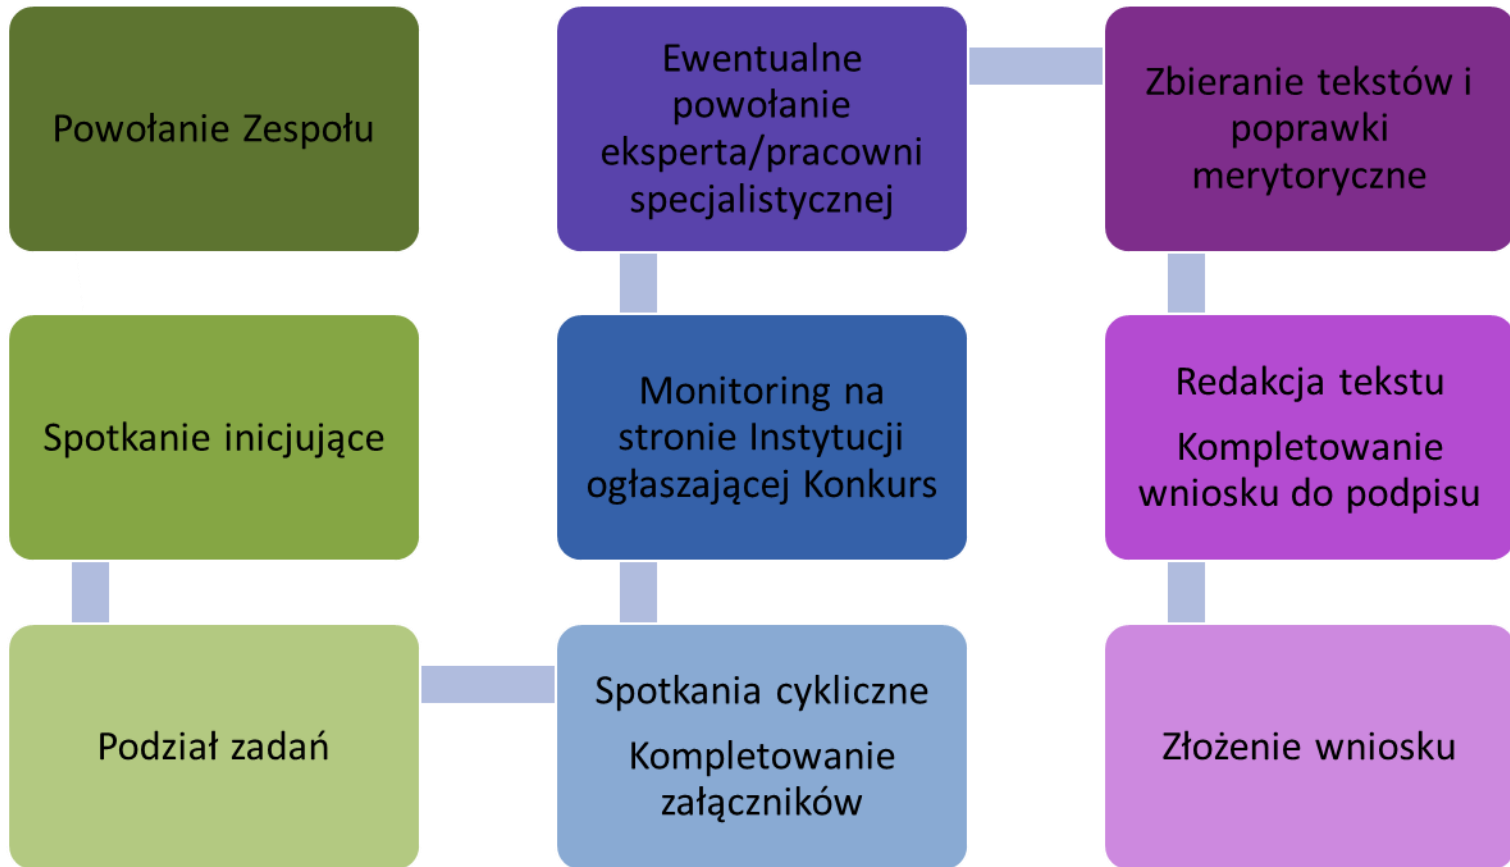 Powołanie Zespołu
Spotkanie inicjujące
Podział zadań
Spotkania cykliczne
Kompletowanie
załączników
Monitoring na
stronie Instytucji
ogłaszającej Konkurs
Ewentualne
powołanie
eksperta/pracowni
specjalistycznej
Zbieranie tekstów i
poprawki
merytoryczne
Redakcja tekstu
Kompletowanie
wniosku do podpisu
Złożenie wniosku